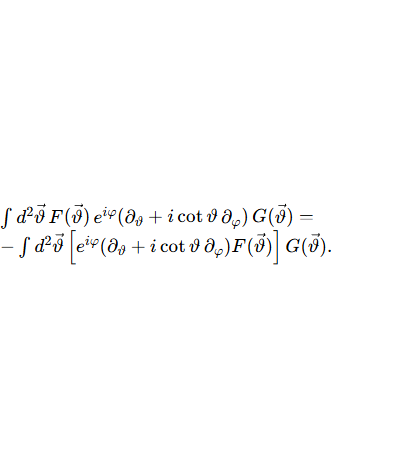 ∫ d²ϑ⃗ F(ϑ⃗) e^{iφ}(∂_ϑ + i cot ϑ ∂_φ) G(ϑ⃗) =
− ∫ d²ϑ⃗ [e^{iφ}(∂_ϑ + i cot ϑ ∂_φ)F(ϑ⃗)] G(ϑ⃗).